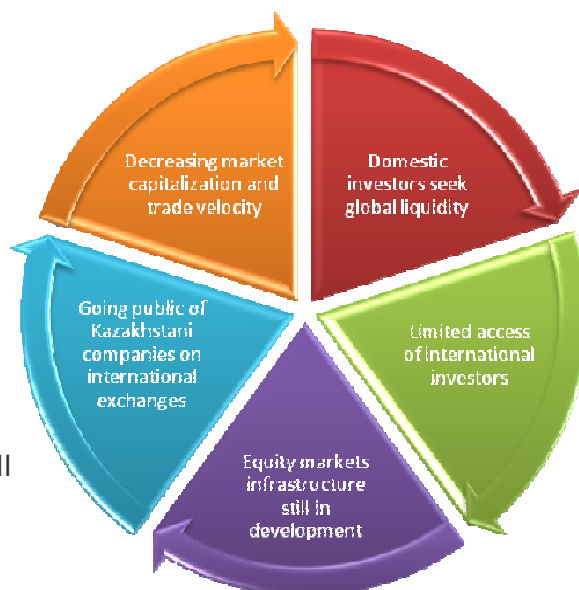 Domestic
investors seek
global liquidity
Limited access
of international
investors
Equity markets
infrastructure
still in
development
Going public of
Kazakhstani
companies on
international
exchanges
Decreasing market
capitalization and
trade velocity